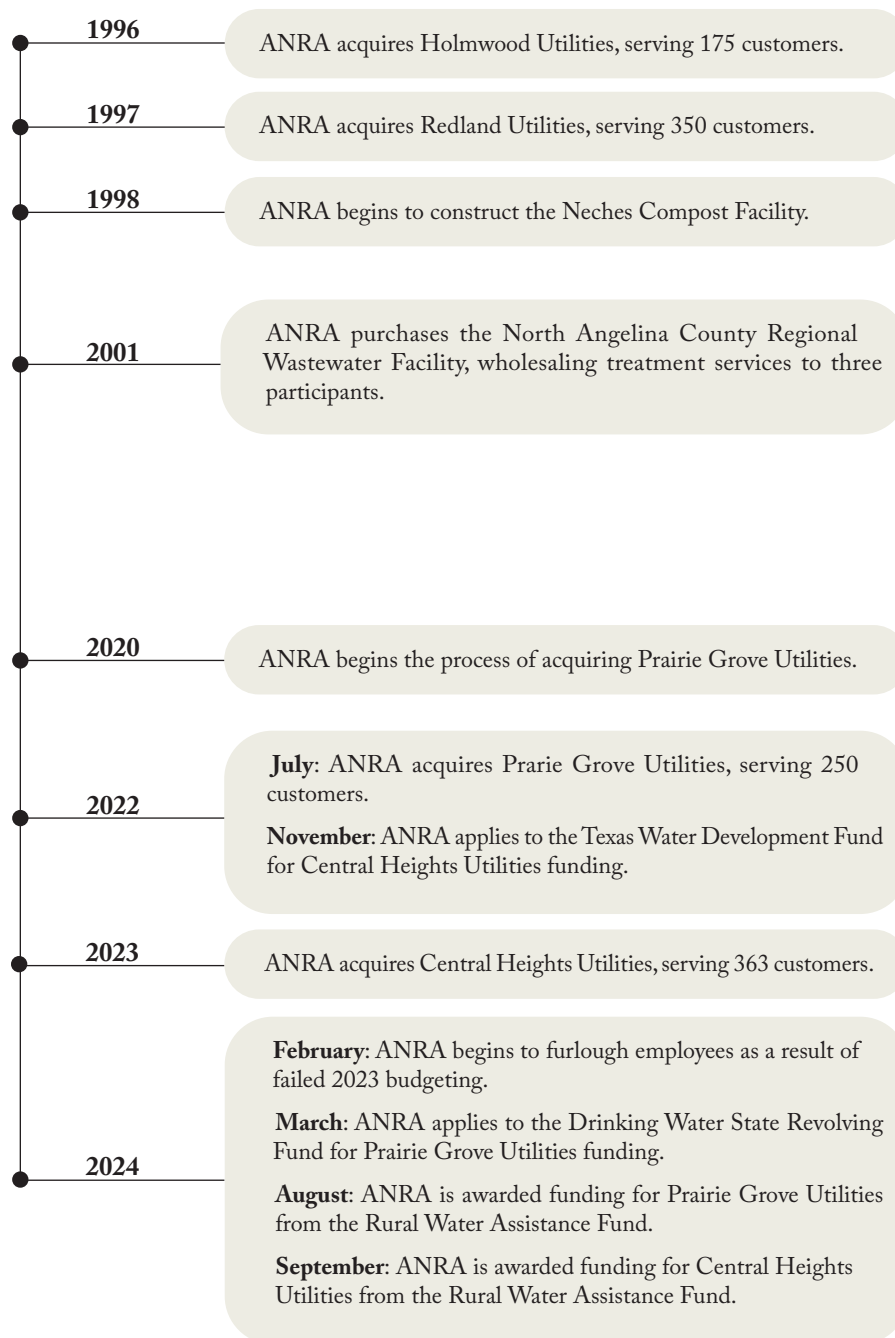 1996
ANRA acquires Holmwood Utilities, serving 175 customers.
1997
ANRA acquires Redland Utilities, serving 350 customers.
1998
ANRA begins to construct the Neches Compost Facility.
2001
ANRA purchases the North Angelina County Regional
Wastewater Facility, wholesaling treatment services to three
participants.
2020
ANRA begins the process of acquiring Prairie Grove Utilities.
2022
July: ANRA acquires Prarie Grove Utilities, serving 250
customers.
November: ANRA applies to the Texas Water Development Fund
for Central Heights Utilities funding.
2023
ANRA acquires Central Heights Utilities, serving 363 customers.
2024
February: ANRA begins to furlough employees as a result of
failed 2023 budgeting.
March: ANRA applies to the Drinking Water State Revolving
Fund for Prairie Grove Utilities funding.
August: ANRA is awarded funding for Prairie Grove Utilities
from the Rural Water Assistance Fund.
September: ANRA is awarded funding for Central Heights
Utilities from the Rural Water Assistance Fund.